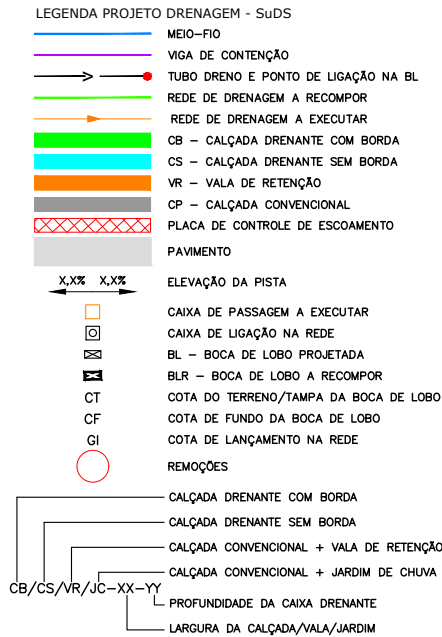 LEGENDA PROJETO DRENAGEM - SuDS
MEIO-FIO
VIGA DE CONTENÇÃO
TUBO DRENO E PONTO DE LIGAÇÃO NA BL
REDE DE DRENAGEM A RECOMPOR
REDE DE DRENAGEM A EXECUTAR
CB – CALÇADA DRENANTE COM BORDA
CS – CALÇADA DRENANTE SEM BORDA
VR – VALA DE RETENÇÃO
CP – CALÇADA CONVENCIONAL
PLACA DE CONTROLE DE ESCOAMENTO
PAVIMENTO
X,X% X,X% ELEVAÇÃO DA PISTA
CAIXA DE PASSAGEM A EXECUTAR
CAIXA DE LIGAÇÃO NA REDE
BL – BOCA DE LOBO PROJETADA
BLR – BOCA DE LOBO A RECOMPOR
CT COTA DO TERRENO/TAMPA DA BOCA DE LOBO
CF COTA DE FUNDO DA BOCA DE LOBO
GI COTA DE LANÇAMENTO NA REDE
REMOÇÕES
CALÇADA DRENANTE COM BORDA
CALÇADA DRENANTE SEM BORDA
CALÇADA CONVENCIONAL + VALA DE RETENÇÃO
CALÇADA CONVENCIONAL + JARDIM DE CHUVA
CB/CS/VR/JC-XX-YY
PROFUNDIDADE DA CAIXA DRENANTE
LARGURA DA CALÇADA/VALA/JARDIM